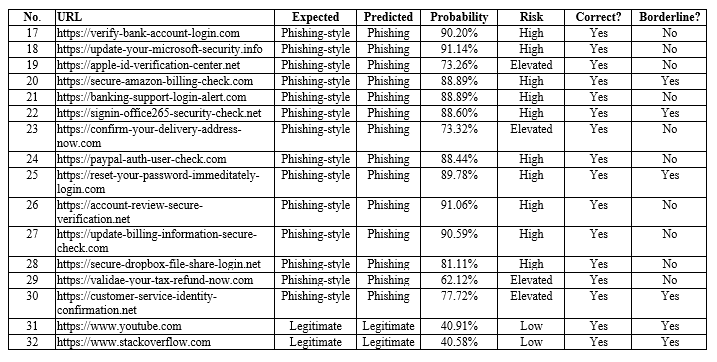 No. URL Expected Predicted Probability Risk Correct? Borderline?
17 https://verify-bank-account-login.com Phishing-style Phishing 90.20% High Yes No
18 https://update-your-microsoft-security.info Phishing-style Phishing 91.14% High Yes No
19 https://apple-id-verification-center.net Phishing-style Phishing 73.26% Elevated Yes No
20 https://secure-amazon-billing-check.com Phishing-style Phishing 88.89% High Yes Yes
21 https://banking-support-login-alert.com Phishing-style Phishing 88.89% High Yes No
22 https://signin-office265-security-check.net Phishing-style Phishing 88.60% High Yes Yes
23 https://confirm-your-delivery-address- Phishing-style Phishing 73.32% Elevated Yes No
now.com
24 https://paypal-auth-user-check.com Phishing-style Phishing 88.44% High Yes No
25 https://reset-your-password-immeditately- Phishing-style Phishing 89.78% High Yes Yes
login.com
26 https://account-review-secure- Phishing-style Phishing 91.06% High Yes No
verification.net
27 https://update-billing-information-secure- Phishing-style Phishing 90.59% High Yes No
check.com
28 https://secure-dropbox-file-share-login.net Phishing-style Phishing 81.11% High Yes No
29 https://validae-your-tax-refund-now.com Phishing-style Phishing 62.12% Elevated Yes No
30 https://customer-service-identity- Phishing-style Phishing 77.72% Elevated Yes Yes
confirmation.net
31 https://www.youtube.com Legitimate Legitimate 40.91% Low Yes Yes
32 https://www.stackoverflow.com Legitimate Legitimate 40.58% Low Yes Yes